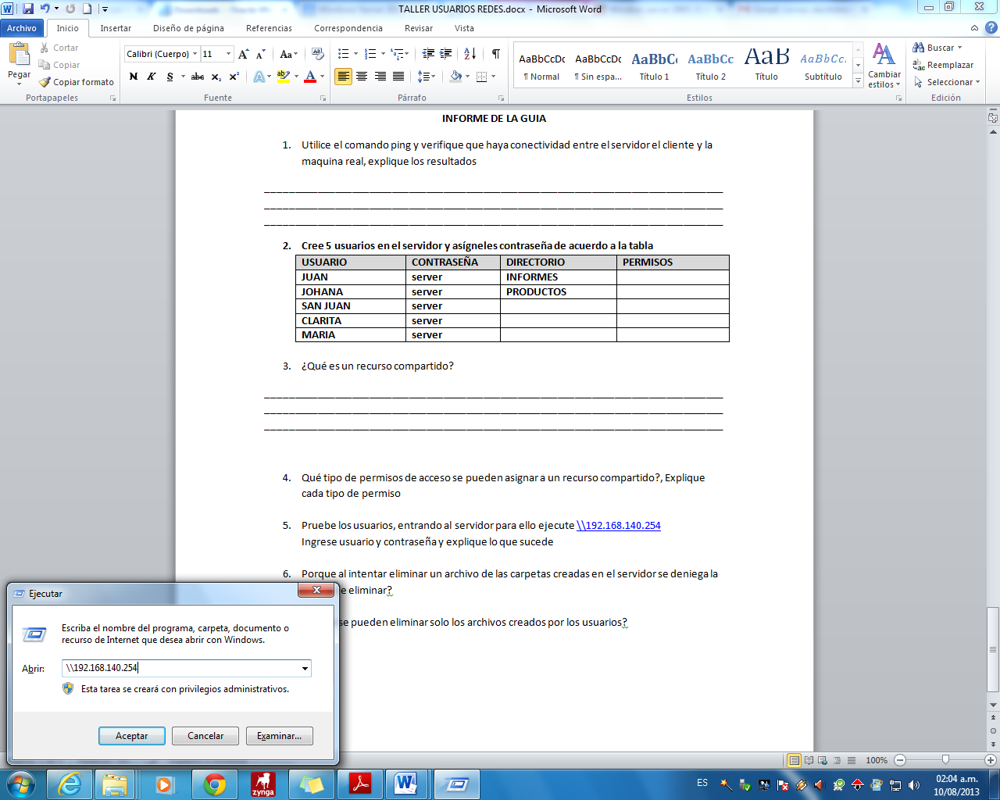 TALLER USUARIOS REDES.docx - Microsoft Word
Archivo Inicio Insertar Diseño de página Referencias Correspondencia Revisar Vista
Pegar
Cortar
Copiar
Copiar formato
Portapapeles
Calibri (Cuerpo) 11
N K S abc x₂ x²
Fuente
Párrafo
AaBbCcDc AaBbCcDc AaBbC AaBbCc AaB AaBbCc.
¶ Normal ¶ Sin espa... Título 1 Título 2 Título Subtítulo
Cambiar estilos
Estilos
Buscar
Reemplazar
Seleccionar
Edición
INFORME DE LA GUIA
1. Utilice el comando ping y verifique que haya conectividad entre el servidor el cliente y la
maquina real, explique los resultados
2. Cree 5 usuarios en el servidor y asígneles contraseña de acuerdo a la tabla
USUARIO CONTRASEÑA DIRECTORIO PERMISOS
JUAN server INFORMES
JOHANA server PRODUCTOS
SAN JUAN server
CLARITA server
MARIA server
3. ¿Qué es un recurso compartido?
4. Qué tipo de permisos de acceso se pueden asignar a un recurso compartido?, Explique
cada tipo de permiso
5. Pruebe los usuarios, entrando al servidor para ello ejecute \\192.168.140.254
Ingrese usuario y contraseña y explique lo que sucede
6. Porque al intentar eliminar un archivo de las carpetas creadas en el servidor se deniega la
e eliminar?
se pueden eliminar solo los archivos creados por los usuarios?
Ejecutar
Escriba el nombre del programa, carpeta, documento o
recurso de Internet que desea abrir con Windows.
Abrir: \\192.168.140.254
Esta tarea se creará con privilegios administrativos.
Aceptar Cancelar Examinar...
100%
zynga
ES
02:04 a.m.
10/08/2013